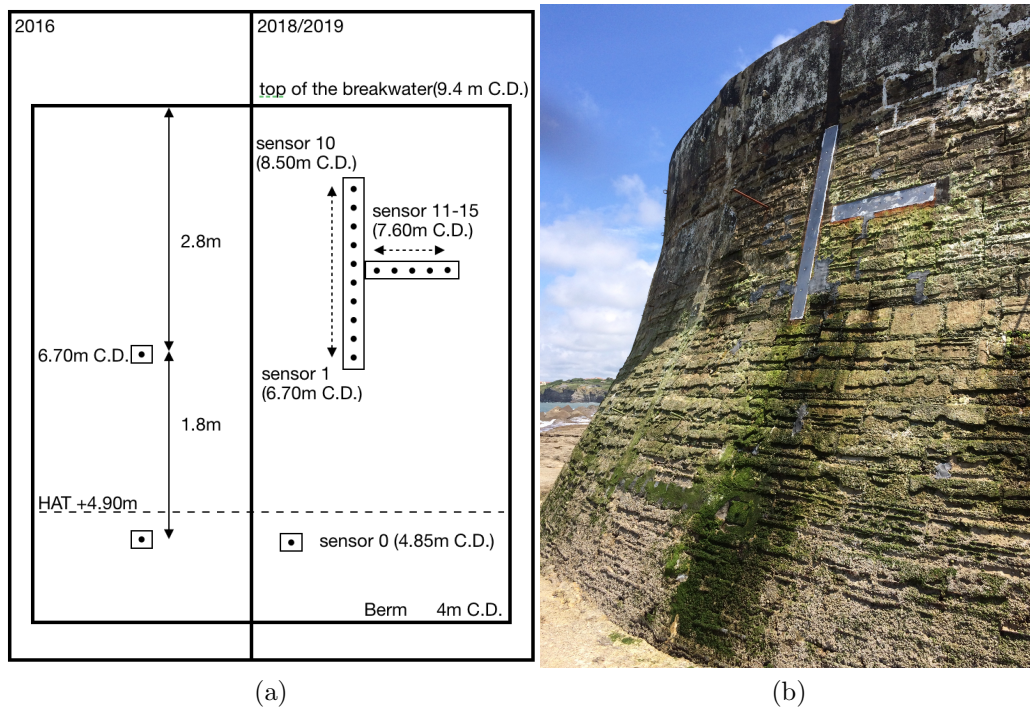 2016
2018/2019
top of the breakwater(9.4 m C.D.)
sensor 10
(8.50m C.D.)
sensor 11-15
(7.60m C.D.)
2.8m
6.70m C.D.
sensor 1
(6.70m C.D.)
1.8m
HAT +4.90m
sensor 0 (4.85m C.D.)
Berm 4m C.D.
(a)
(b)